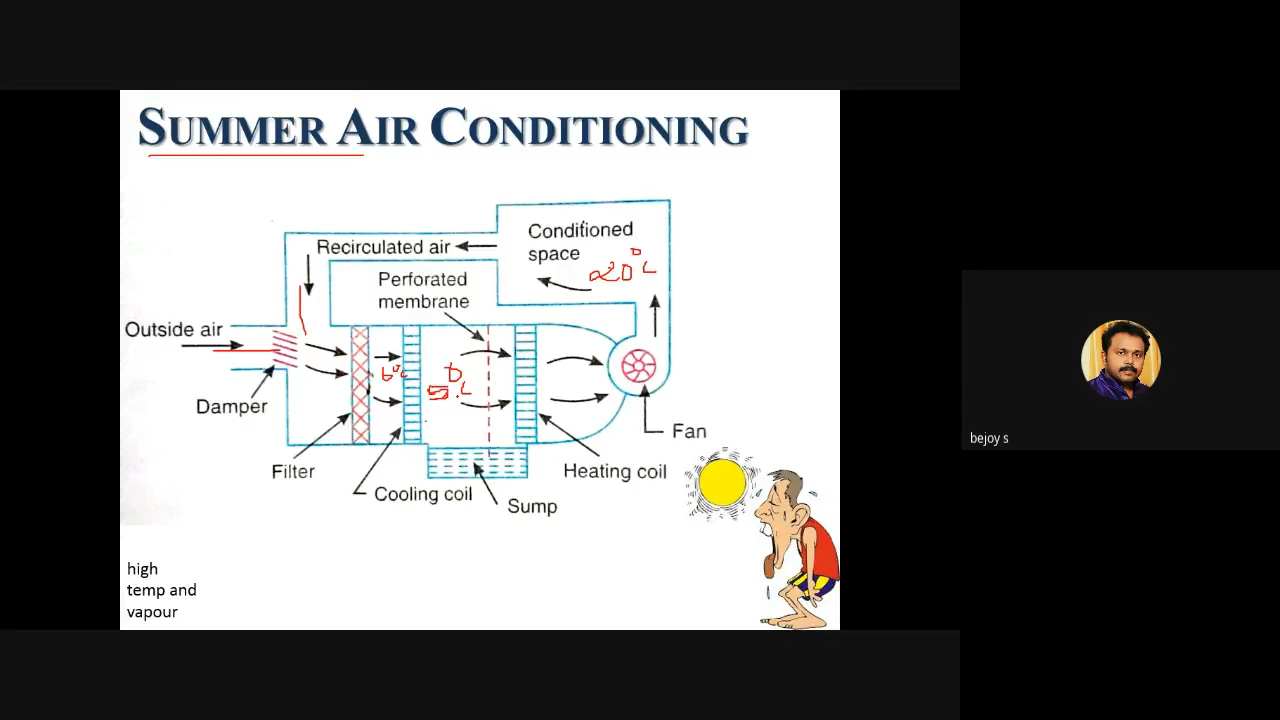 SUMMER AIR CONDITIONING
Conditioned
space
Recirculated air
20°C
Perforated
membrane
Outside air
Damper
Fan
Filter
Heating coil
Cooling coil
Sump
bejoy s
high
temp and
vapour